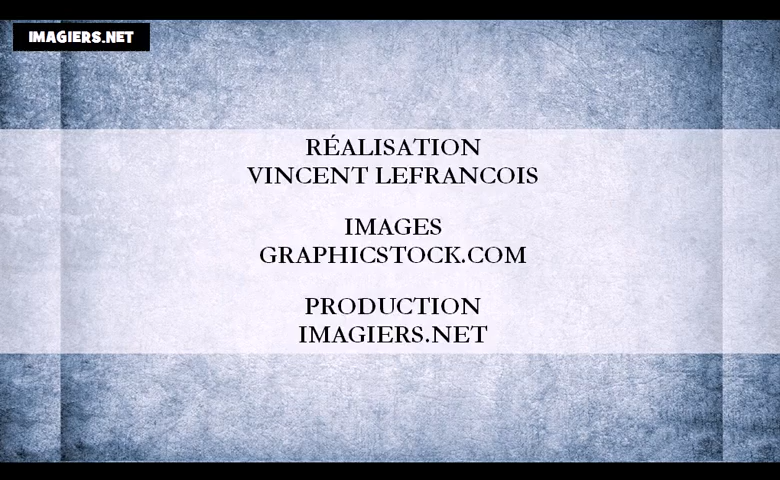 IMAGIERS.NET
RÉALISATION
VINCENT LEFRANCOIS
IMAGES
GRAPHICSTOCK.COM
PRODUCTION
IMAGIERS.NET